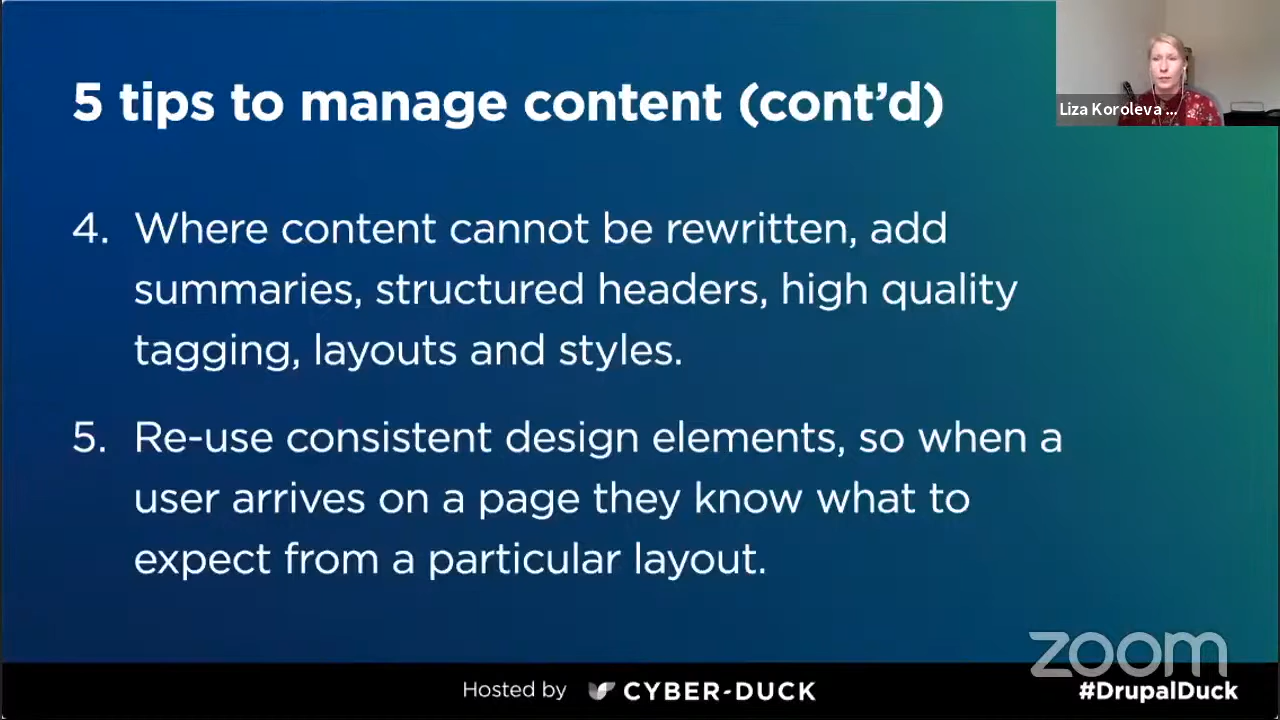 5 tips to manage content (cont’d)
Liza Koroleva ...
4. Where content cannot be rewritten, add
summaries, structured headers, high quality
tagging, layouts and styles.
5. Re-use consistent design elements, so when a
user arrives on a page they know what to
expect from a particular layout.
zoom
Hosted by CYBER-DUCK
#DrupalDuck